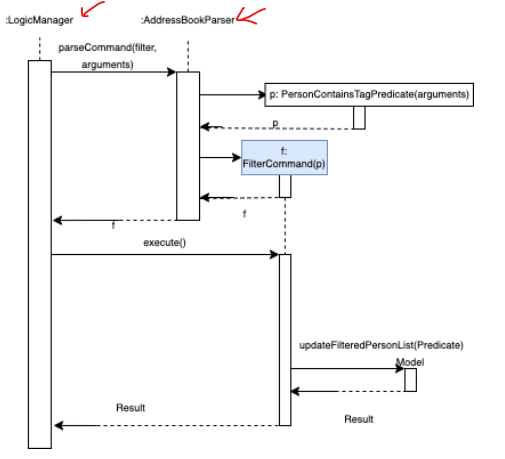 :LogicManager
:AddressBookParser
parseCommand(filter,
arguments)
p: PersonContainsTagPredicate(arguments)
p
f:
FilterCommand(p)
f
f
execute()
updateFilteredPersonList(Predicate)
Model
Result
Result